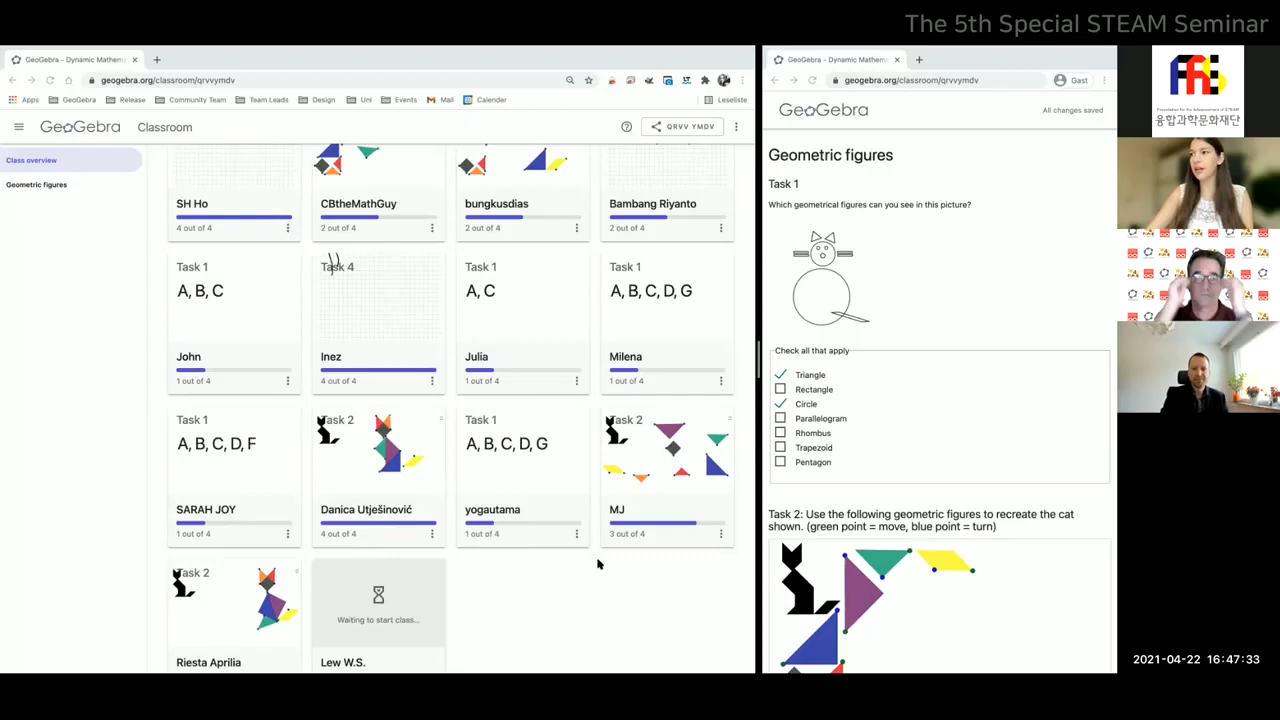 The 5th Special STEAM Seminar
GeoGebra - Dynamic Mathema
geogebra.org/classroom/qrvvymdv
Apps
GeoGebra
Release
Community Team
Team Leads
Design
Uni
Events
Mail
Calender
Leseliste
GeoGebra
Classroom
QRVV YMDV
Class overview
Geometric figures
SH Ho
4 out of 4
CBtheMathGuy
2 out of 4
bungkusdias
2 out of 4
Bambang Riyanto
2 out of 4
Task 1
A, B, C
John
1 out of 4
Task 4
Inez
4 out of 4
Task 1
A, C
Julia
1 out of 4
Task 1
A, B, C, D, G
Milena
1 out of 4
Task 1
A, B, C, D, F
SARAH JOY
1 out of 4
Task 2
Danica Utješinović
4 out of 4
Task 1
A, B, C, D, G
yogautama
1 out of 4
Task 2
MJ
3 out of 4
Task 2
Riesta Aprilia
Waiting to start class...
Lew W.S.
GeoGebra - Dynamic Mathema
geogebra.org/classroom/qrvvymdv
Gast
GeoGebra
All changes saved
Geometric figures
Task 1
Which geometrical figures can you see in this picture?
Check all that apply
Triangle
Rectangle
Circle
Parallelogram
Rhombus
Trapezoid
Pentagon
Task 2: Use the following geometric figures to recreate the cat
shown. (green point = move, blue point = turn)
Foundation for the Advancement of STEAM
융합과학문화재단
2021-04-22 16:47:33